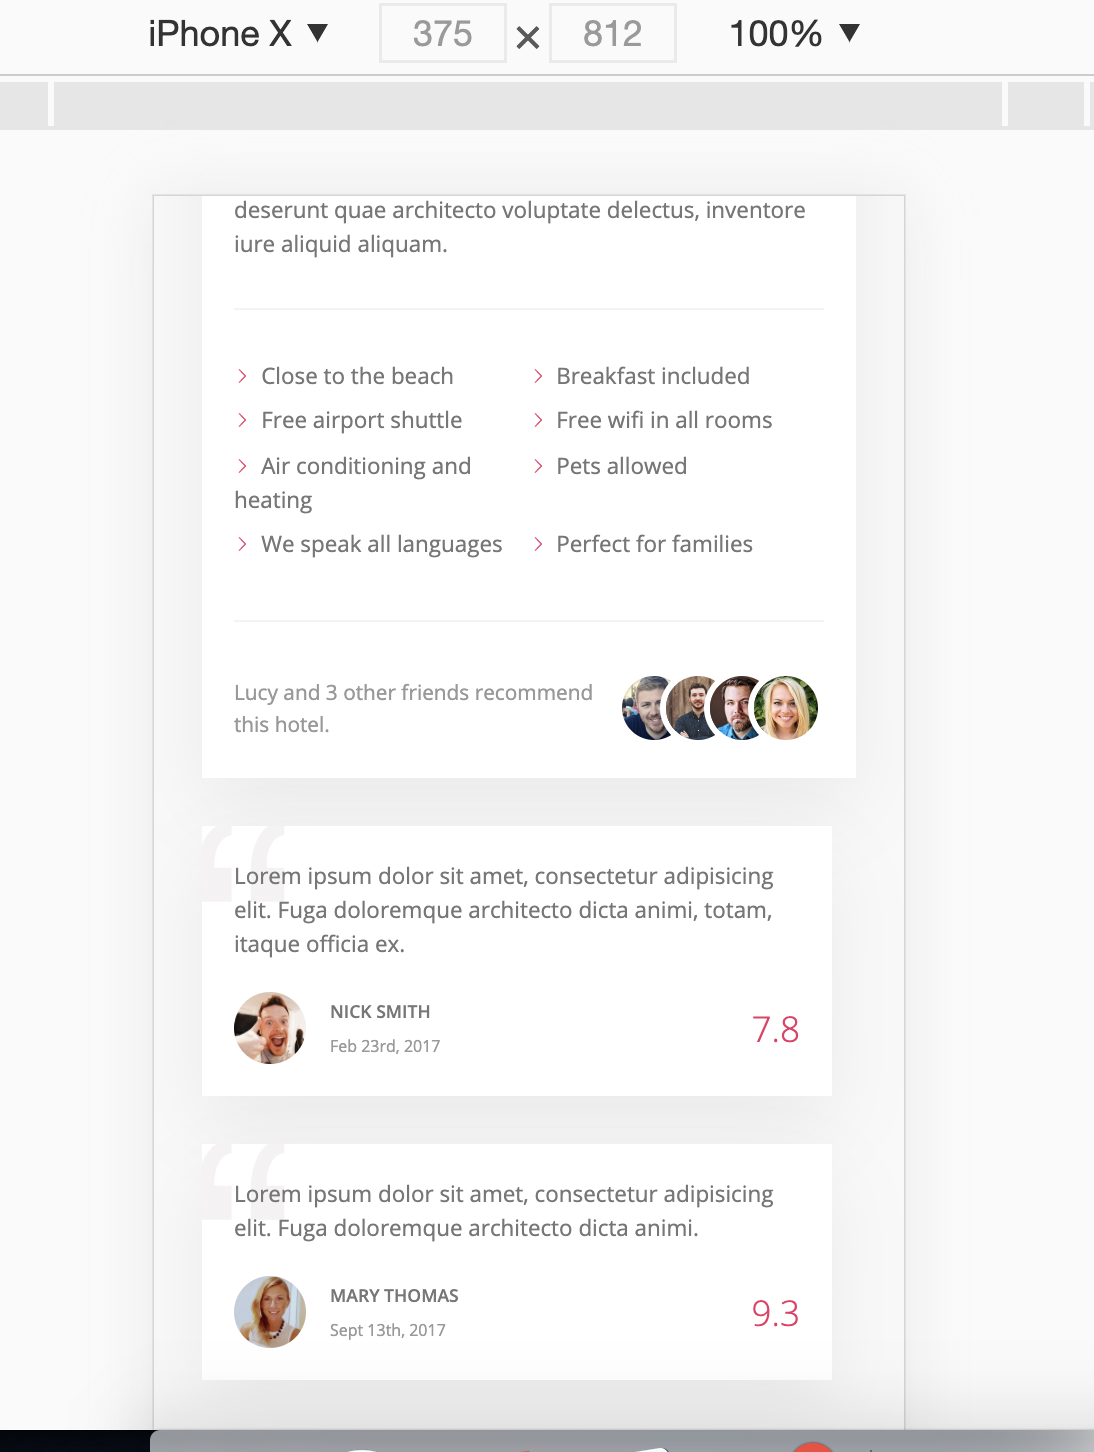 iPhone X ▼ 375 × 812 100% ▼
deserunt quae architecto voluptate delectus, inventore
iure aliquid aliquam.
Close to the beach
Breakfast included
Free airport shuttle
Free wifi in all rooms
Air conditioning and
heating
Pets allowed
We speak all languages
Perfect for families
Lucy and 3 other friends recommend
this hotel.
“
Lorem ipsum dolor sit amet, consectetur adipisicing
elit. Fuga doloremque architecto dicta animi, totam,
itaque officia ex.
NICK SMITH
Feb 23rd, 2017
7.8
“
Lorem ipsum dolor sit amet, consectetur adipisicing
elit. Fuga doloremque architecto dicta animi.
MARY THOMAS
Sept 13th, 2017
9.3